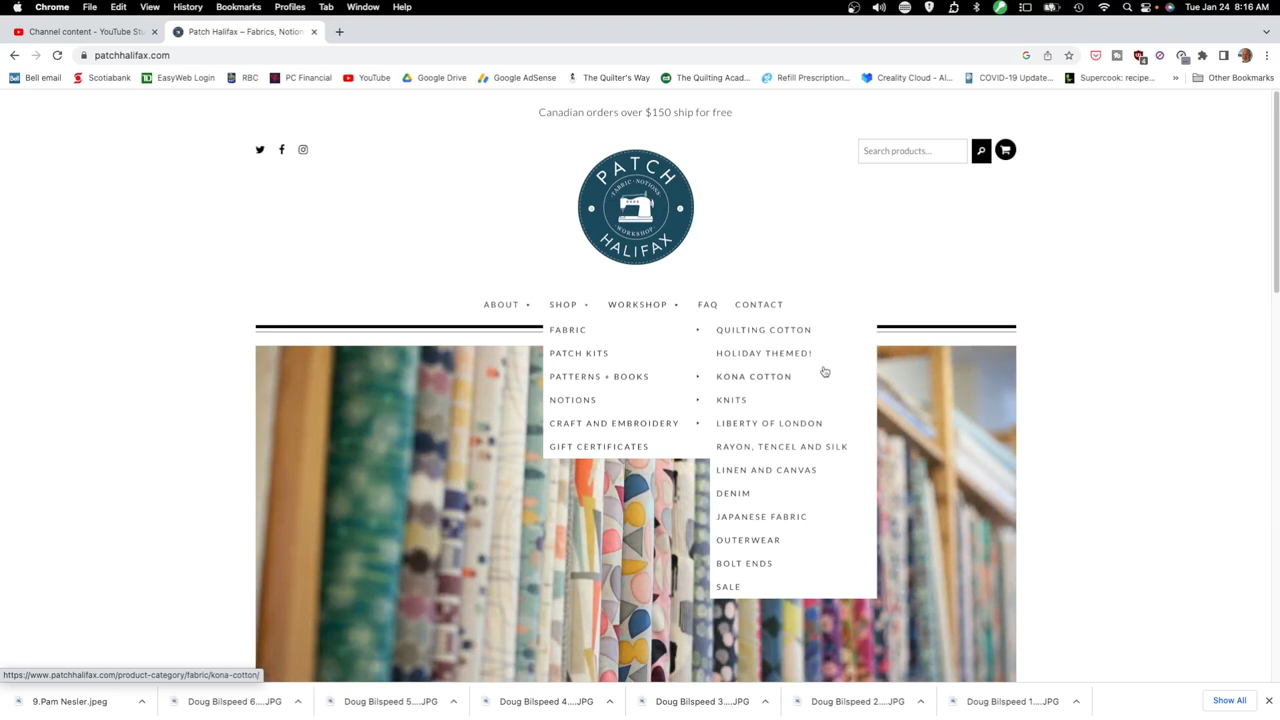 Chrome File Edit View History Bookmarks Profiles Tab Window Help Tue Jan 24 8:16 AM
Channel content - YouTube Stu
Patch Halifax – Fabrics, Notion
patchhalifax.com
Bell email Scotiabank EasyWeb Login RBC PC Financial YouTube Google Drive Google AdSense The Quilter's Way The Quilting Acad... Refill Prescription... Creality Cloud - Al... COVID-19 Update... Supercook: recipe... » Other Bookmarks
Canadian orders over $150 ship for free
Search products...
PATCH
FABRIC · NOTIONS
WORKSHOP
HALIFAX
ABOUT SHOP WORKSHOP FAQ CONTACT
FABRIC
PATCH KITS
PATTERNS + BOOKS
NOTIONS
CRAFT AND EMBROIDERY
GIFT CERTIFICATES
QUILTING COTTON
HOLIDAY THEMED!
KONA COTTON
KNITS
LIBERTY OF LONDON
RAYON, TENCEL AND SILK
LINEN AND CANVAS
DENIM
JAPANESE FABRIC
OUTERWEAR
BOLT ENDS
SALE
https://www.patchhalifax.com/product-category/fabric/kona-cotton/
9.Pam Nesler.jpeg Doug Bilspeed 6....JPG Doug Bilspeed 5....JPG Doug Bilspeed 4....JPG Doug Bilspeed 3....JPG Doug Bilspeed 2....JPG Doug Bilspeed 1....JPG Show All